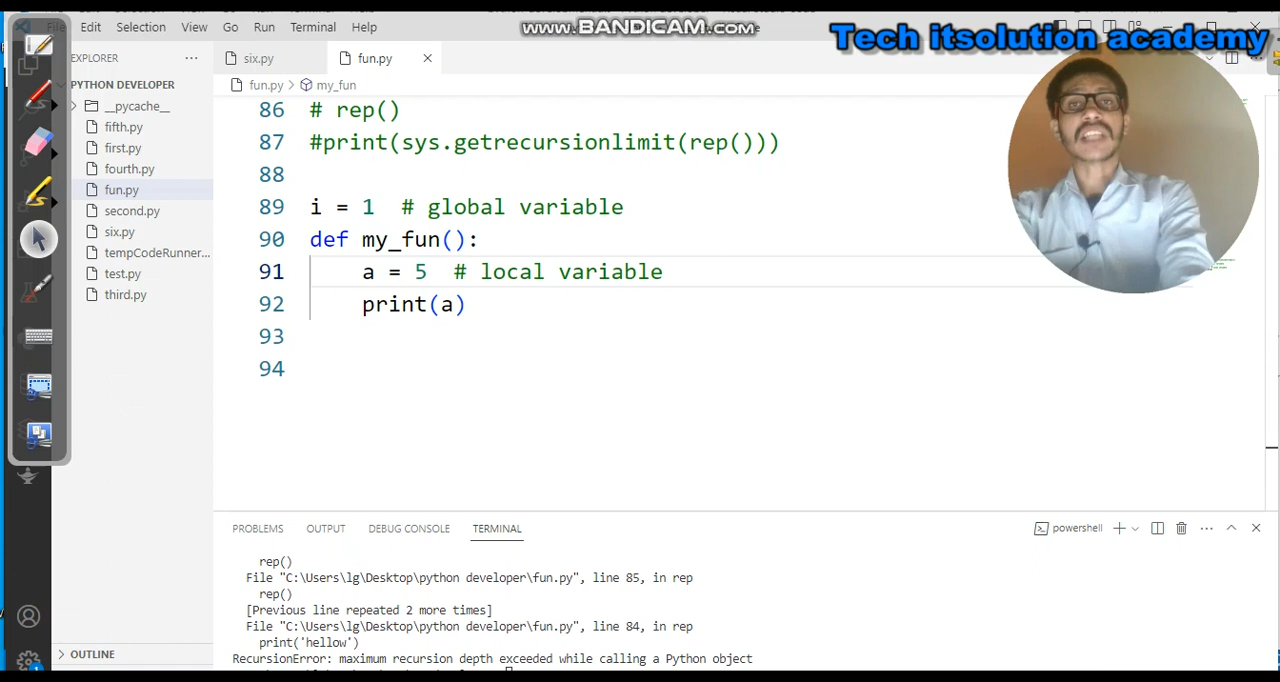 File Edit Selection View Go Run Terminal Help
www.BANDICAM.com
Tech itsolution academy
EXPLORER
six.py
fun.py
PYTHON DEVELOPER
fun.py > my_fun
__pycache__
fifth.py
first.py
fourth.py
fun.py
second.py
six.py
tempCodeRunner...
test.py
third.py
86 # rep()
87 #print(sys.getrecursionlimit(rep()))
88
89 i = 1 # global variable
90 def my_fun():
91 a = 5 # local variable
92 print(a)
93
94
PROBLEMS OUTPUT DEBUG CONSOLE TERMINAL
powershell
rep()
File "C:\Users\lg\Desktop\python developer\fun.py", line 85, in rep
rep()
[Previous line repeated 2 more times]
File "C:\Users\lg\Desktop\python developer\fun.py", line 84, in rep
print('hellow')
RecursionError: maximum recursion depth exceeded while calling a Python object
OUTLINE
1